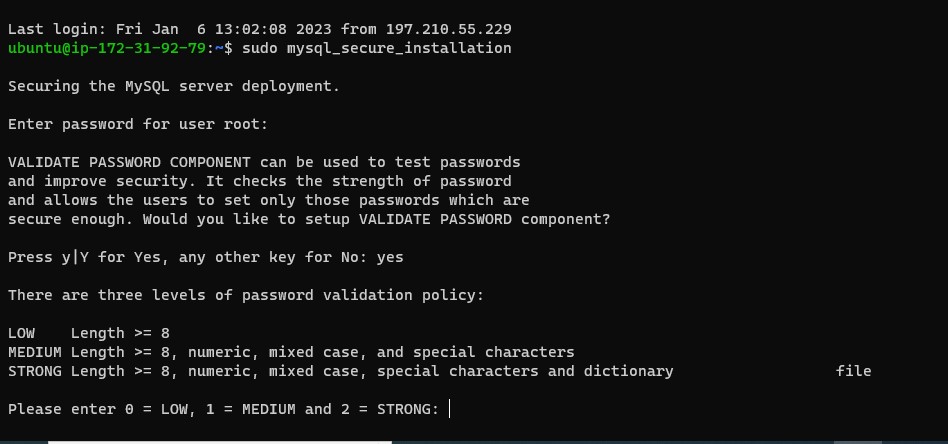 Last login: Fri Jan  6 13:02:08 2023 from 197.210.55.229
ubuntu@ip-172-31-92-79:~$ sudo mysql_secure_installation
Securing the MySQL server deployment.
Enter password for user root:
VALIDATE PASSWORD COMPONENT can be used to test passwords
and improve security. It checks the strength of password
and allows the users to set only those passwords which are
secure enough. Would you like to setup VALIDATE PASSWORD component?
Press y|Y for Yes, any other key for No: yes
There are three levels of password validation policy:
LOW    Length >= 8
MEDIUM Length >= 8, numeric, mixed case, and special characters
STRONG Length >= 8, numeric, mixed case, special characters and dictionary                  file
Please enter 0 = LOW, 1 = MEDIUM and 2 = STRONG: